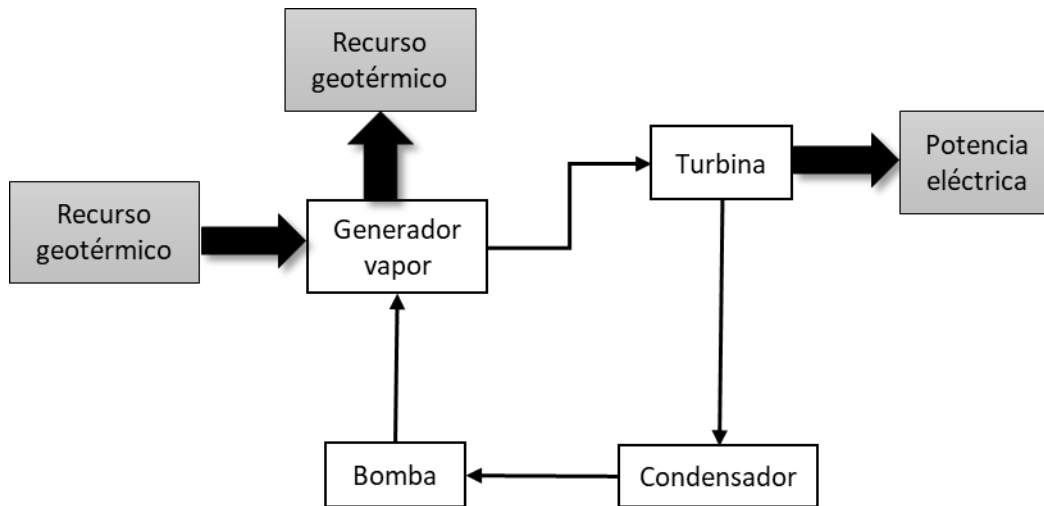 Recurso
geotérmico
Recurso
geotérmico
Generador
vapor
Turbina
Potencia
eléctrica
Bomba
Condensador